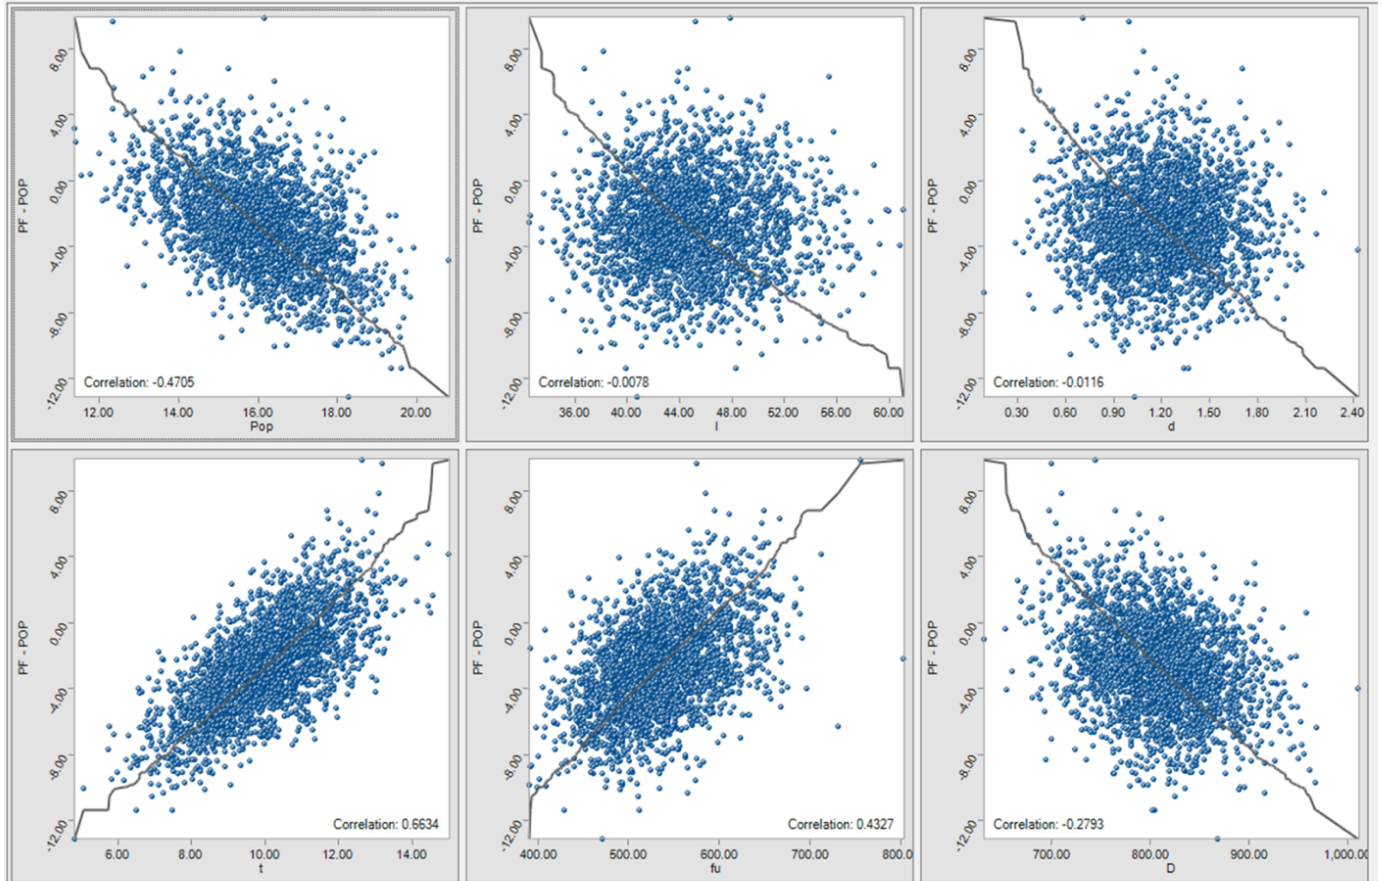 8.00
4.00
0.00
-4.00
-8.00
-12.00
PF - POP
Correlation: -0.4705
12.00 14.00 16.00 18.00 20.00
Pop
8.00
4.00
0.00
-4.00
-8.00
-12.00
PF - POP
Correlation: -0.0078
36.00 40.00 44.00 48.00 52.00 56.00 60.00
l
8.00
4.00
0.00
-4.00
-8.00
-12.00
PF - POP
Correlation: -0.0116
0.30 0.60 0.90 1.20 1.50 1.80 2.10 2.40
d
8.00
4.00
0.00
-4.00
-8.00
-12.00
PF - POP
Correlation: 0.6634
6.00 8.00 10.00 12.00 14.00
t
8.00
4.00
0.00
-4.00
-8.00
-12.00
PF - POP
Correlation: 0.4327
400.00 500.00 600.00 700.00 800.0
fu
8.00
4.00
0.00
-4.00
-8.00
-12.00
PF - POP
Correlation: -0.2793
700.00 800.00 900.00 1,000.00
D